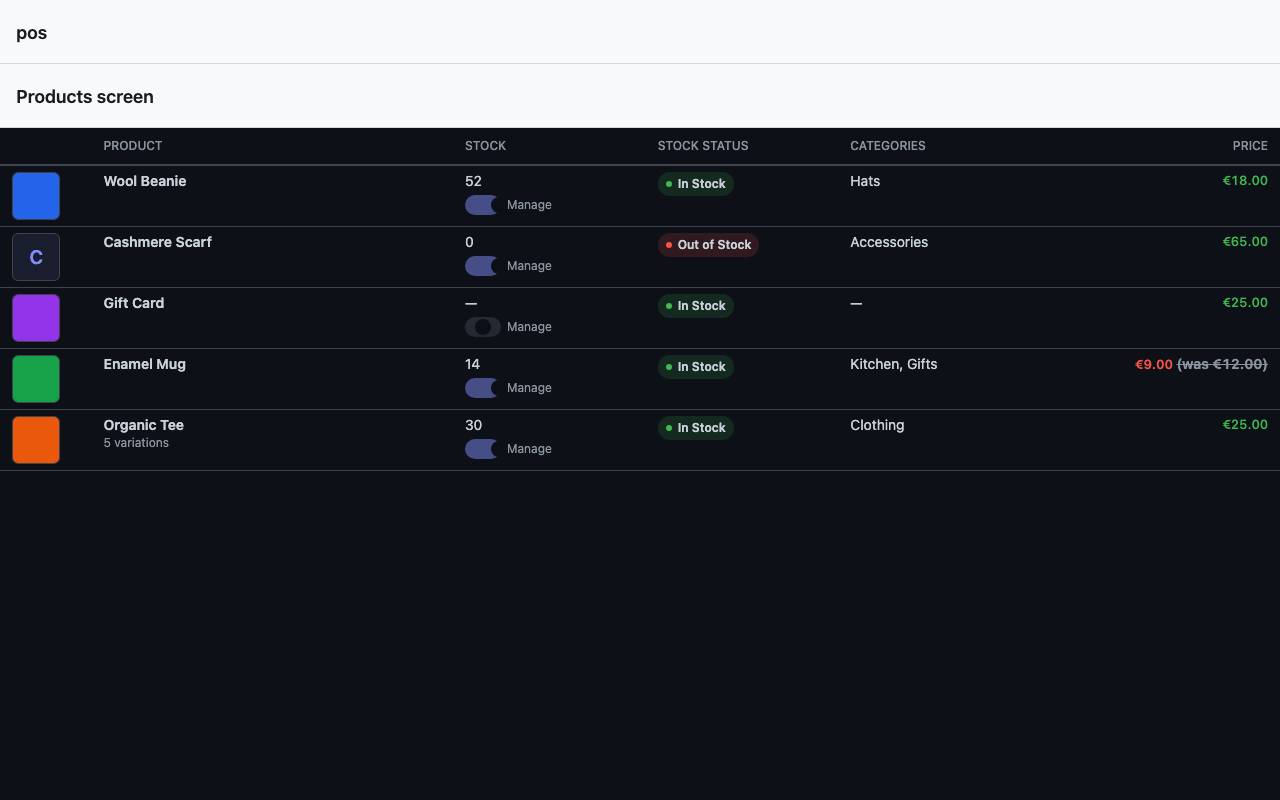 pos
Products screen
PRODUCT STOCK STOCK STATUS CATEGORIES PRICE
Wool Beanie 52 In Stock Hats €18.00
Manage
C Cashmere Scarf 0 Out of Stock Accessories €65.00
Manage
Gift Card — In Stock — €25.00
Manage
Enamel Mug 14 In Stock Kitchen, Gifts €9.00 (was €12.00)
Manage
Organic Tee 30 In Stock Clothing €25.00
5 variations Manage